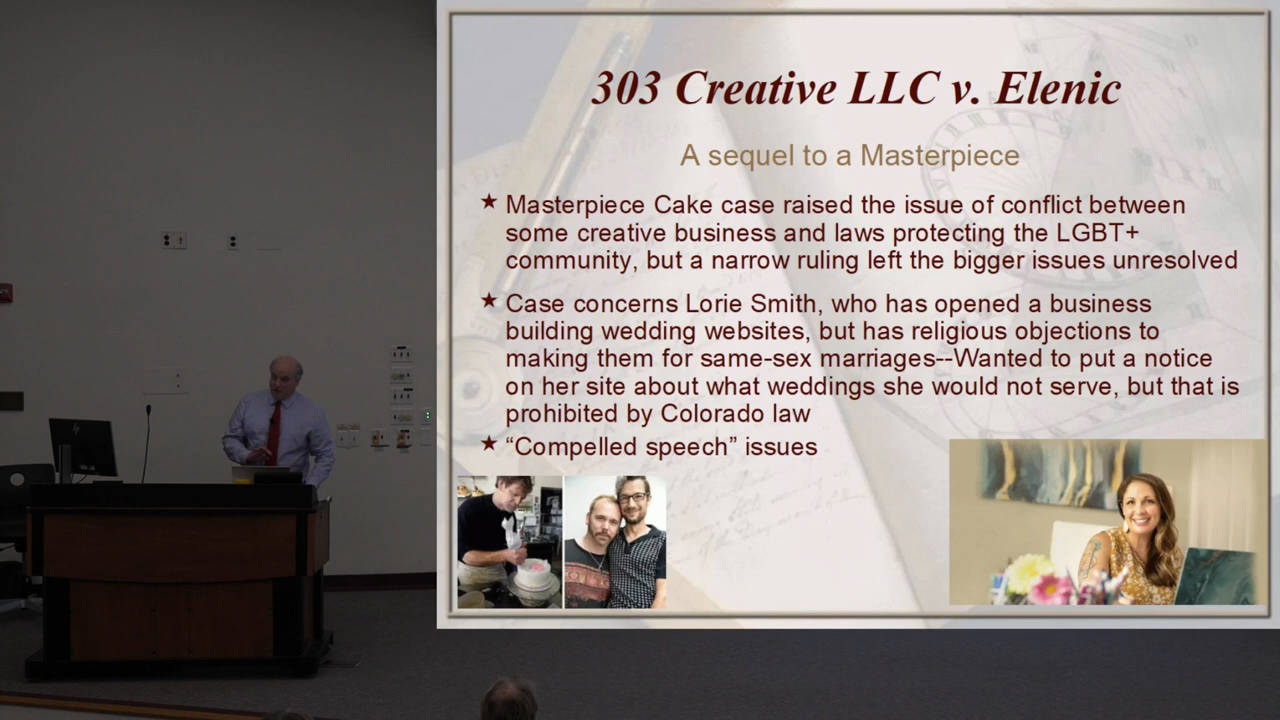 303 Creative LLC v. Elenic
A sequel to a Masterpiece
★ Masterpiece Cake case raised the issue of conflict between
some creative business and laws protecting the LGBT+
community, but a narrow ruling left the bigger issues unresolved
★ Case concerns Lorie Smith, who has opened a business
building wedding websites, but has religious objections to
making them for same-sex marriages--Wanted to put a notice
on her site about what weddings she would not serve, but that is
prohibited by Colorado law
★ “Compelled speech” issues